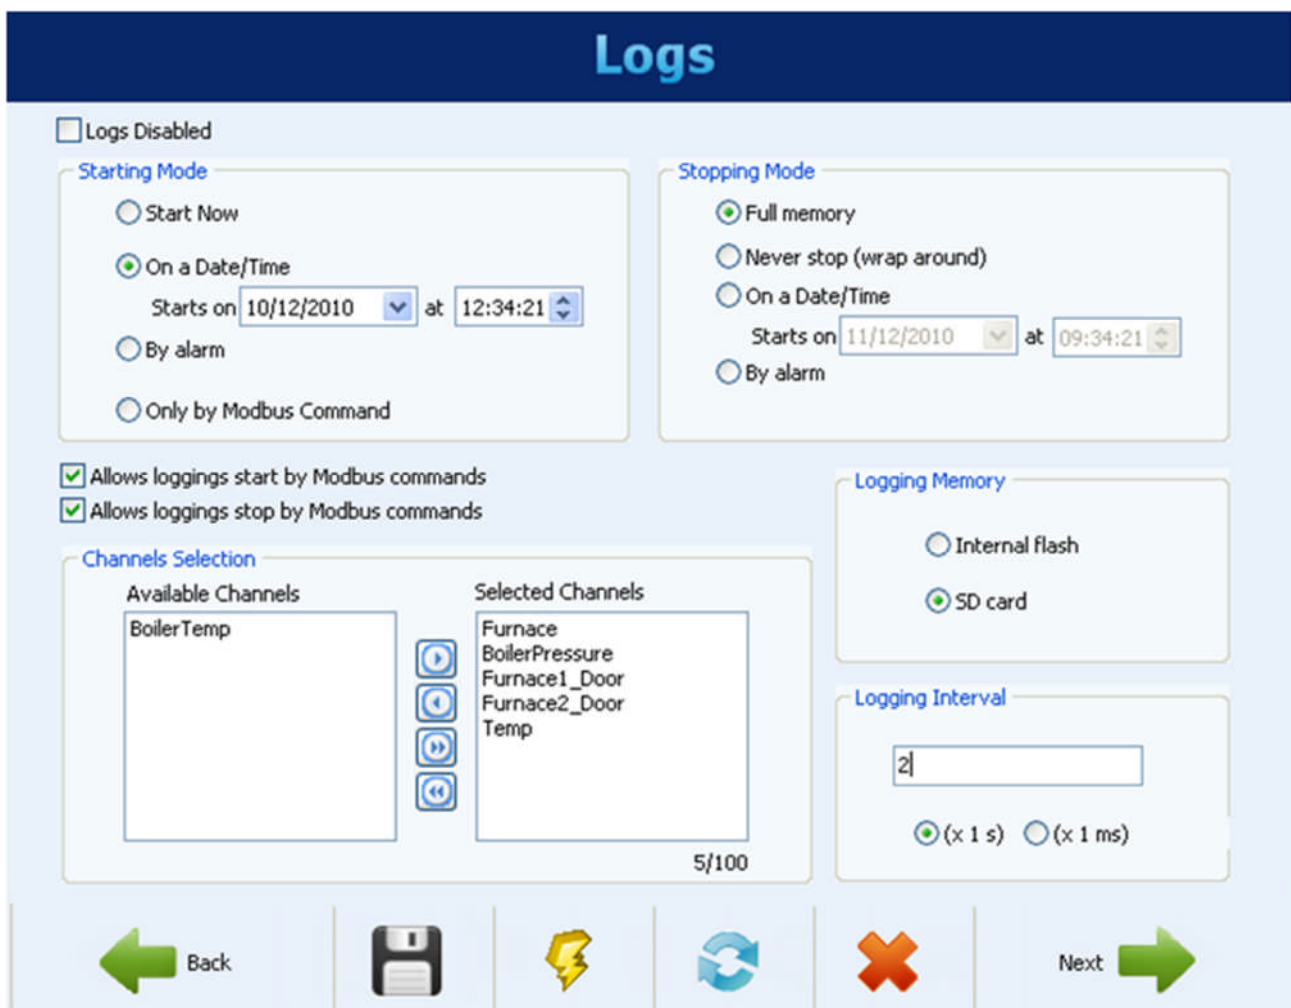 Logs
Logs Disabled
Starting Mode
Start Now
On a Date/Time
Starts on 10/12/2010 at 12:34:21
By alarm
Only by Modbus Command
Stopping Mode
Full memory
Never stop (wrap around)
On a Date/Time
Starts on 11/12/2010 at 09:34:21
By alarm
Allows loggings start by Modbus commands
Allows loggings stop by Modbus commands
Channels Selection
Available Channels
BoilerTemp
Selected Channels
Furnace
BoilerPressure
Furnace1_Door
Furnace2_Door
Temp
5/100
Logging Memory
Internal flash
SD card
Logging Interval
2
(x 1 s) (x 1 ms)
Back
Next